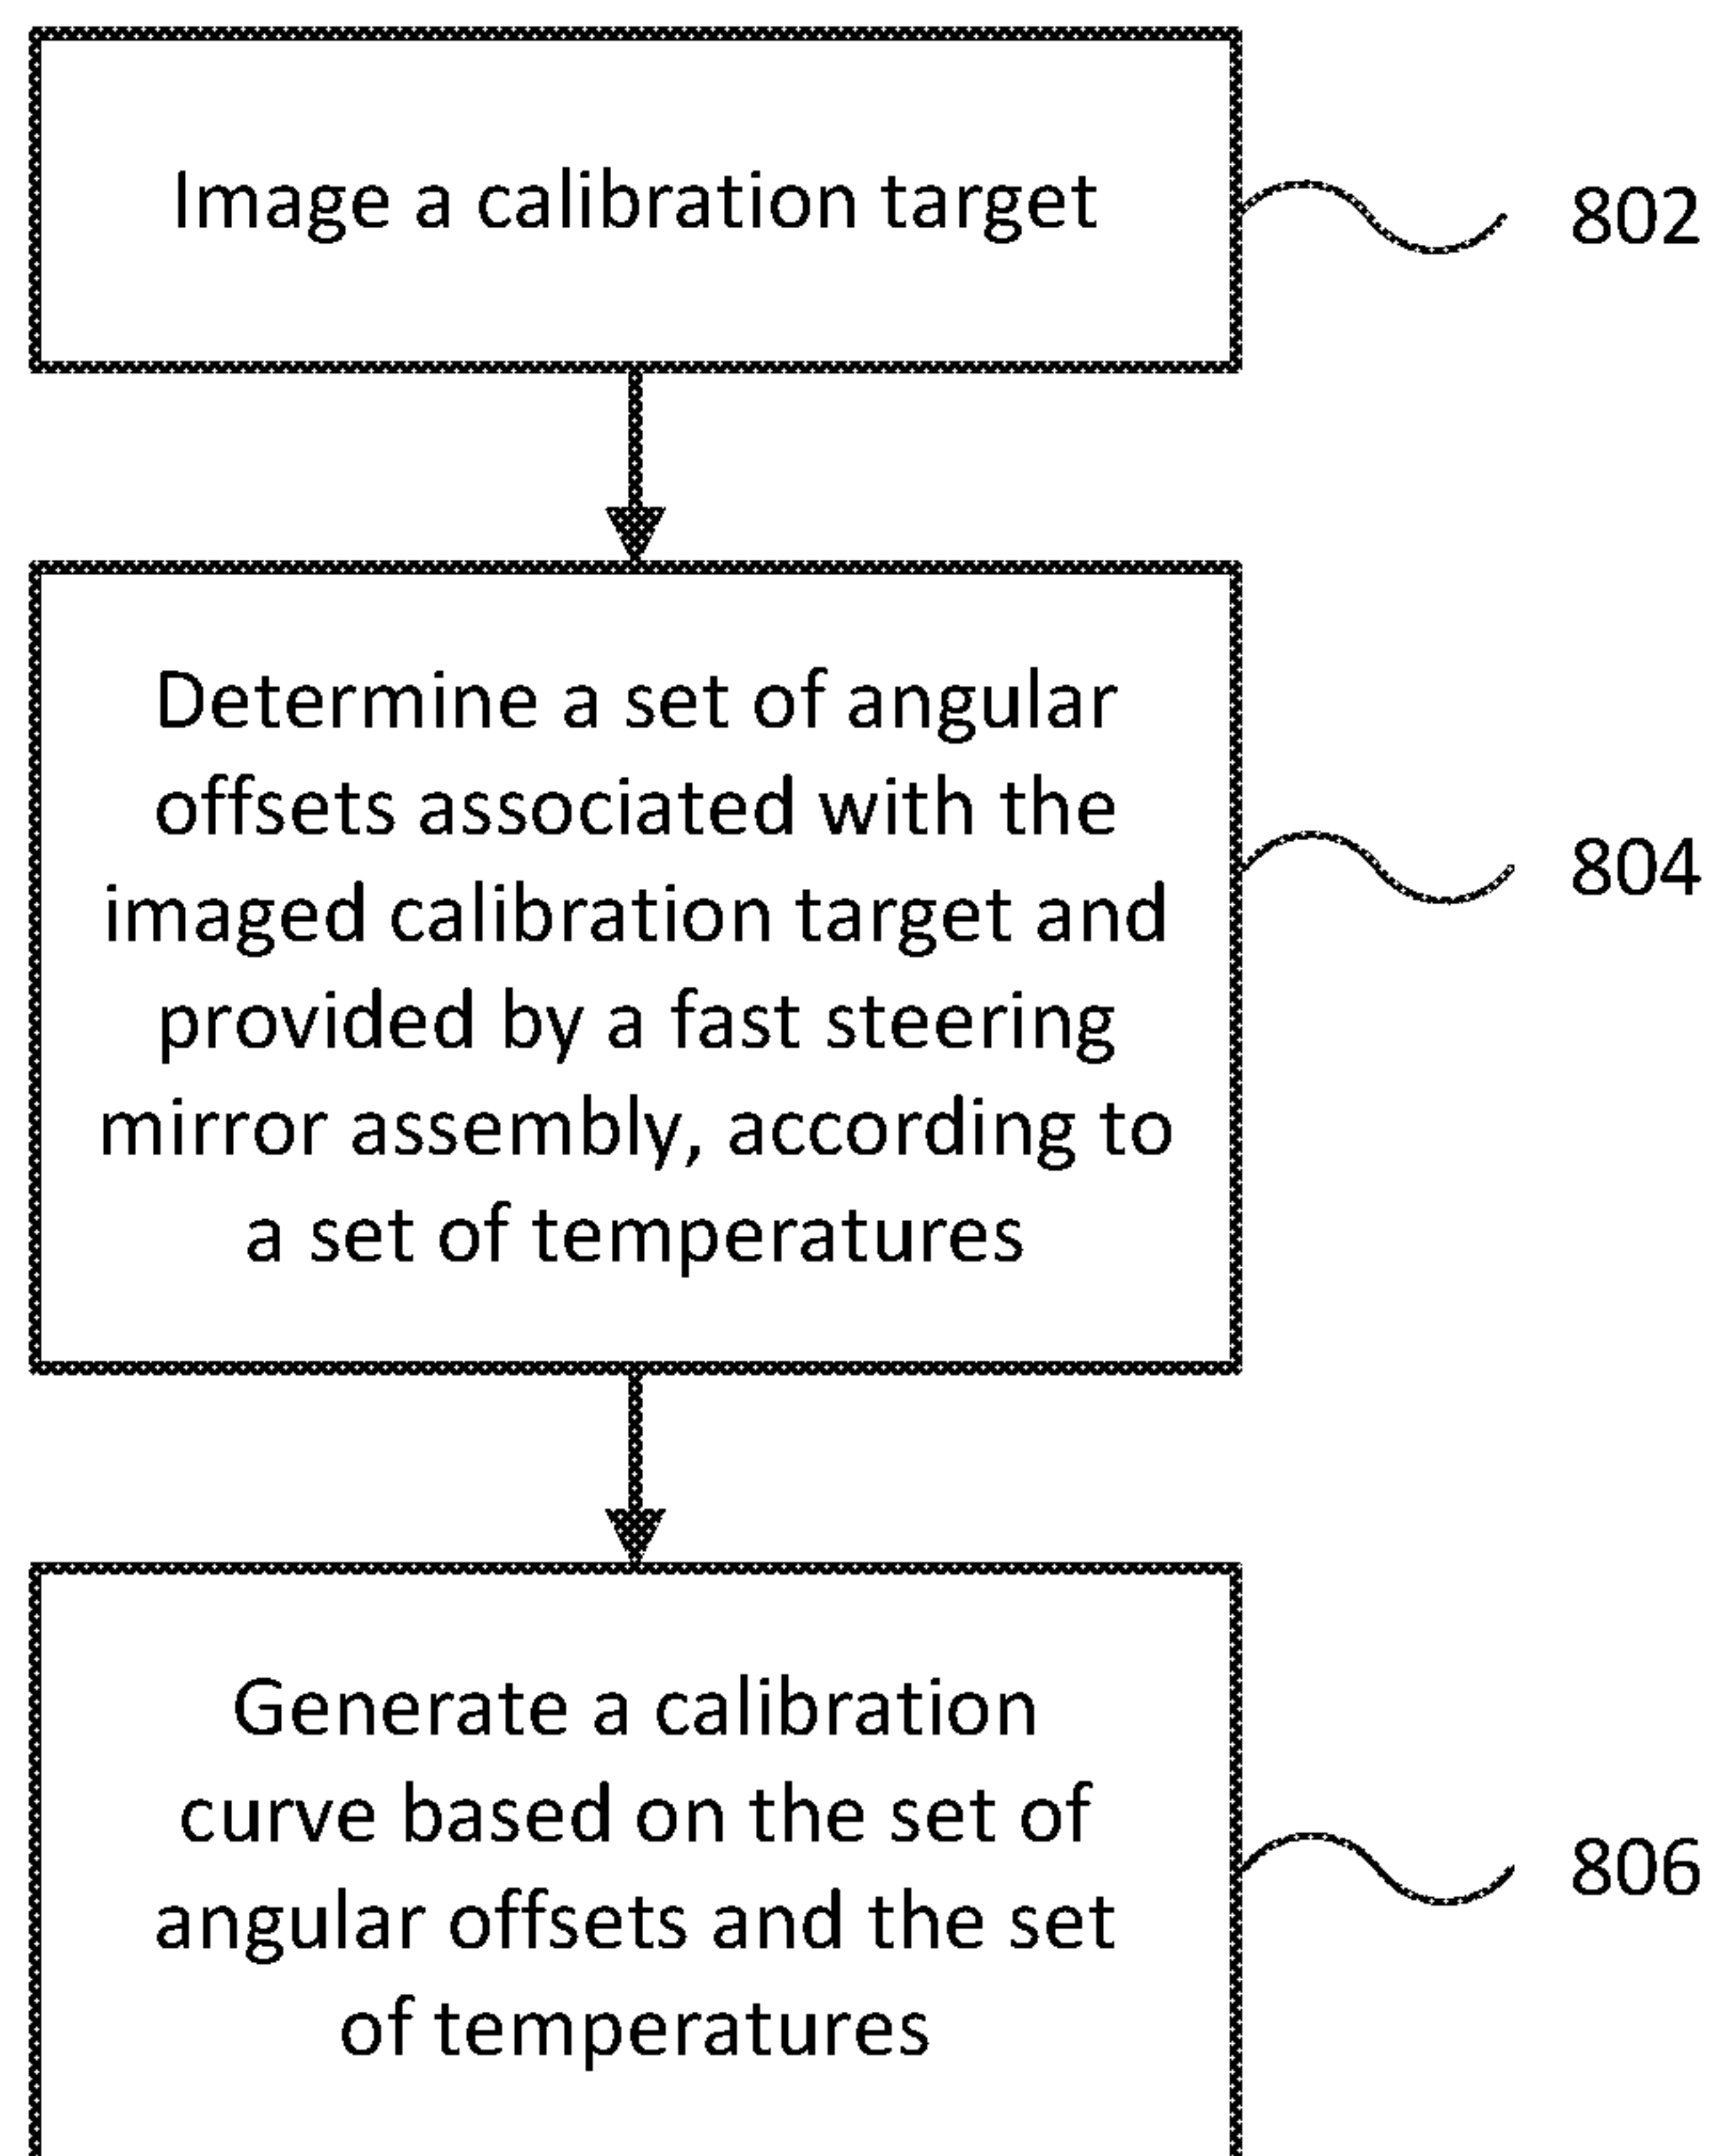 Image a calibration target
802
Determine a set of angular
offsets associated with the
imaged calibration target and
provided by a fast steering
mirror assembly, according to
a set of temperatures
804
Generate a calibration
curve based on the set of
angular offsets and the set
of temperatures
806